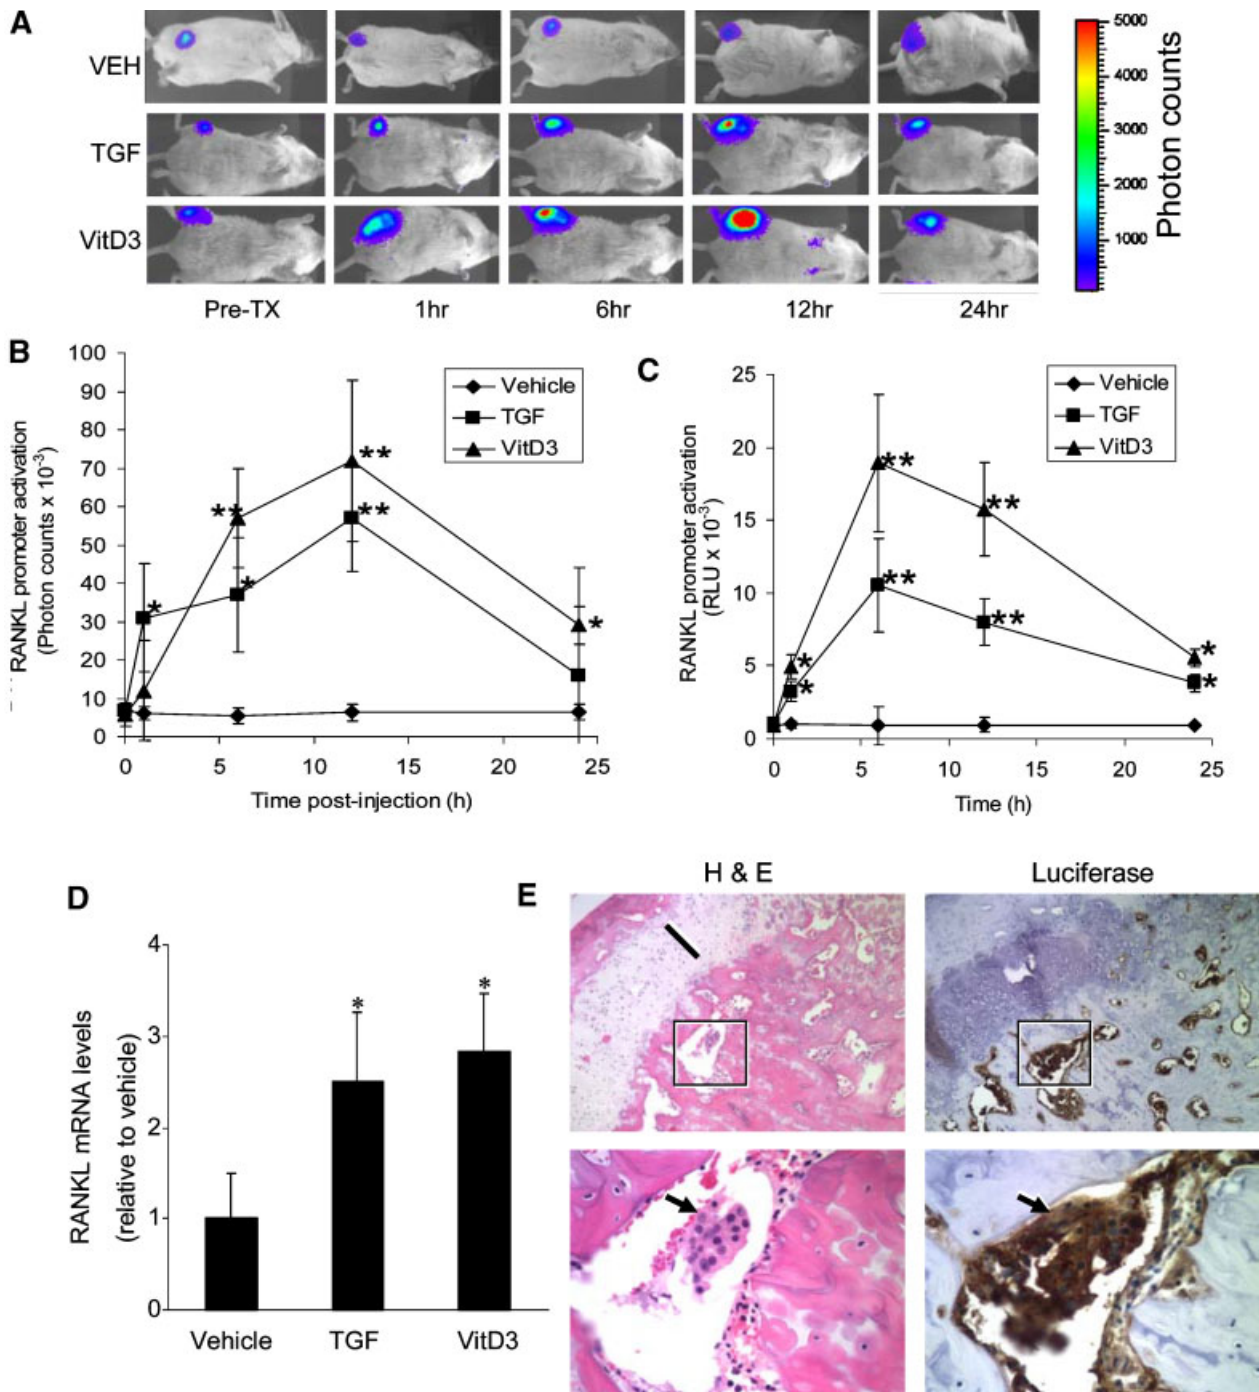 A
VEH
TGF
VitD3
Pre-TX
1hr
6hr
12hr
24hr
5000
4000
3000
2000
1000
Photon counts
B
RANKL promoter activation
(Photon counts x 10-3)
100
90
80
70
60
50
40
30
20
10
0
Vehicle
TGF
VitD3
**
**
**
*
*
*
0
5
10
15
20
25
Time post-injection (h)
C
RANKL promoter activation
(RLU x 10-3)
25
20
15
10
5
0
Vehicle
TGF
VitD3
**
**
**
**
*
*
*
*
0
5
10
15
20
25
Time (h)
D
RANKL mRNA levels
(relative to vehicle)
4
3
2
1
0
*
*
Vehicle
TGF
VitD3
E
H & E
Luciferase